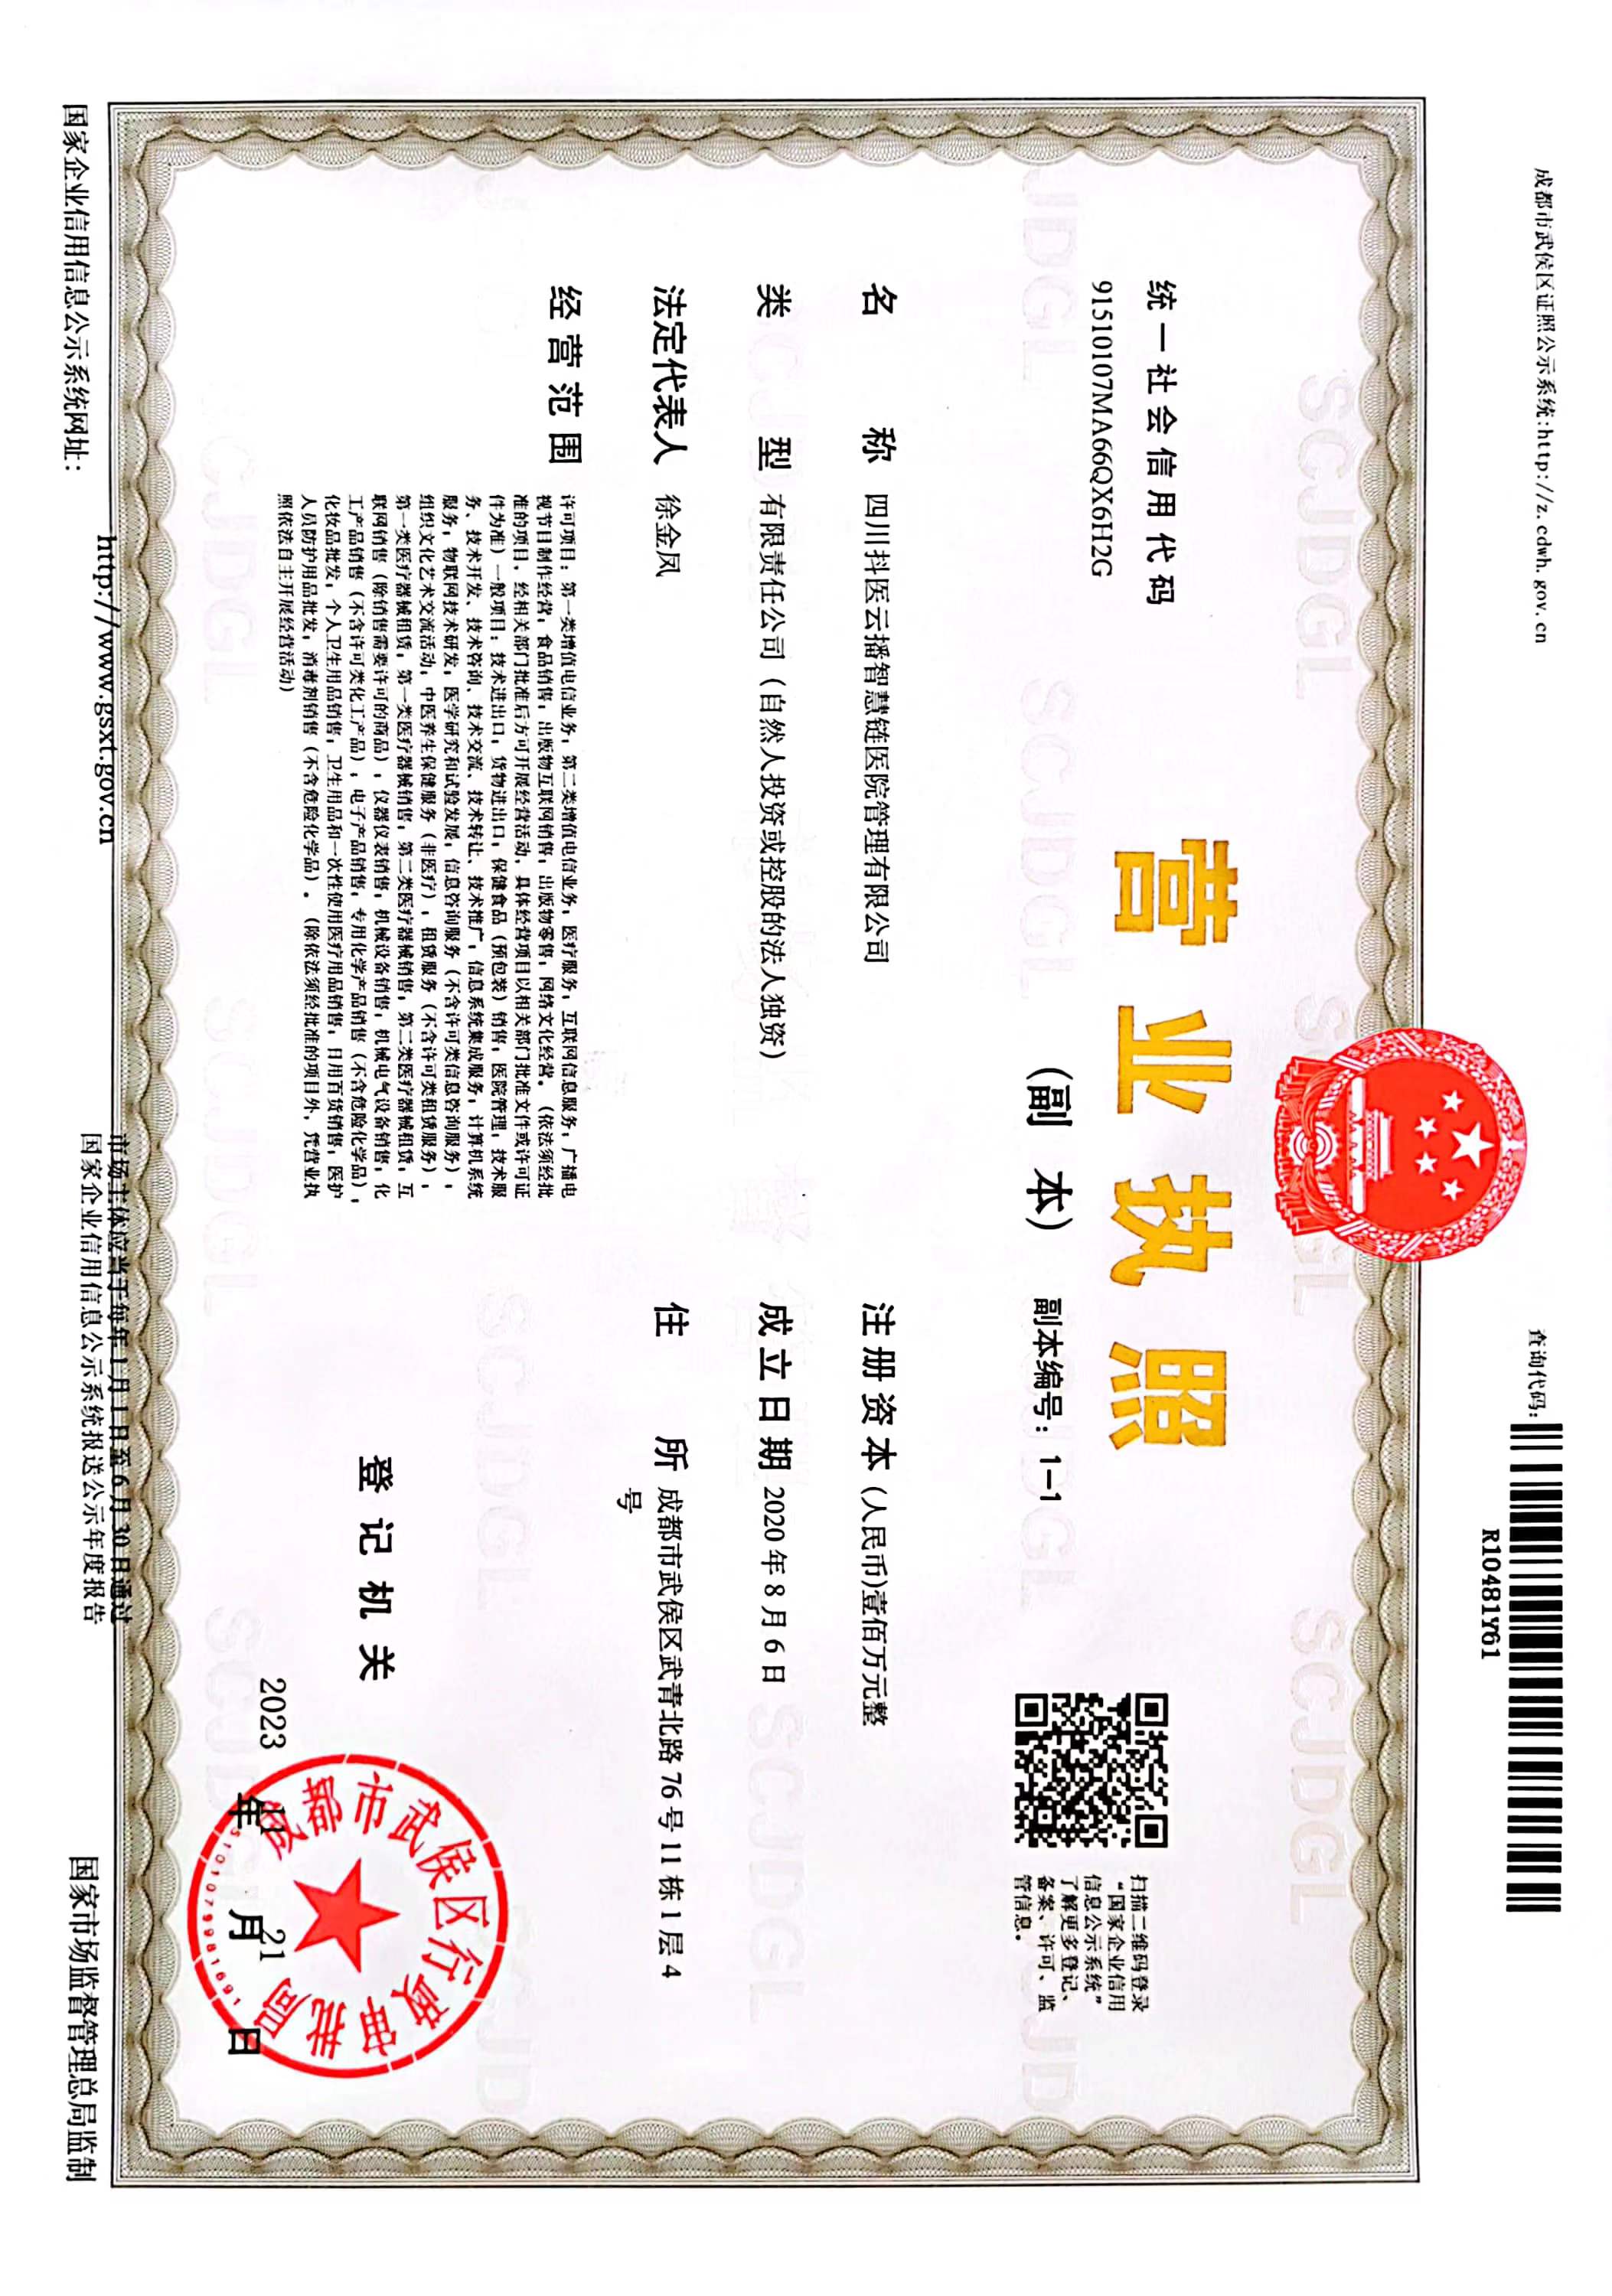 成都市武侯区证照公示系统:http://z.cdwh.gov.cn
查询代码:
R10481Y61
营业执照
(副 本) 副本编号：1-1
统一社会信用代码
91510107MA66QX6H2G
扫描二维码登录
“国家企业信用
信息公示系统”
了解更多登记、
备案、许可、监
管信息。
名称 四川抖医云播智慧链医院管理有限公司
类型 有限责任公司（自然人投资或控股的法人独资）
法定代表人 徐金凤
经营范围 许可项目：第一类增值电信业务；第二类增值电信业务；医疗服务；互联网信息服务；广播电
视节目制作经营；食品销售；出版物互联网销售；出版物零售；网络文化经营。（依法须经批
准的项目，经相关部门批准后方可开展经营活动，具体经营项目以相关部门批准文件或许可证
件为准）一般项目：技术进出口；货物进出口；保健食品（预包装）销售；医院管理；技术服
务、技术开发、技术咨询、技术交流、技术转让、技术推广；信息系统集成服务；计算机系统
服务；物联网技术研发；医学研究和试验发展；信息咨询服务（不含许可类信息咨询服务）；
组织文化艺术交流活动；中医养生保健服务（非医疗）；租赁服务（不含许可类租赁服务）；
第一类医疗器械租赁；第一类医疗器械销售；第二类医疗器械销售；第二类医疗器械租赁；互
联网销售（除销售需要许可的商品）；仪器仪表销售；机械设备销售；机械电气设备销售；化
工产品销售（不含许可类化工产品）；电子产品销售；专用化学产品销售（不含危险化学品）；
化妆品批发；个人卫生用品销售；卫生用品和一次性使用医疗用品销售；日用百货销售；医护
人员防护用品批发；消毒剂销售（不含危险化学品）。（除依法须经批准的项目外，凭营业执
照依法自主开展经营活动）
注册资本 (人民币)壹佰万元整
成立日期 2020年8月6日
住所 成都市武侯区武青北路76号11栋1层4
号
登记机关
成都市武侯区行政审批局
5101079981691
2023年11月21日
http://www.gsxt.gov.cn
国家企业信用信息公示系统网址：
市场主体应当于每年1月1日至6月30日通过
国家企业信用信息公示系统报送公示年度报告
国家市场监督管理总局监制
SCJDGL